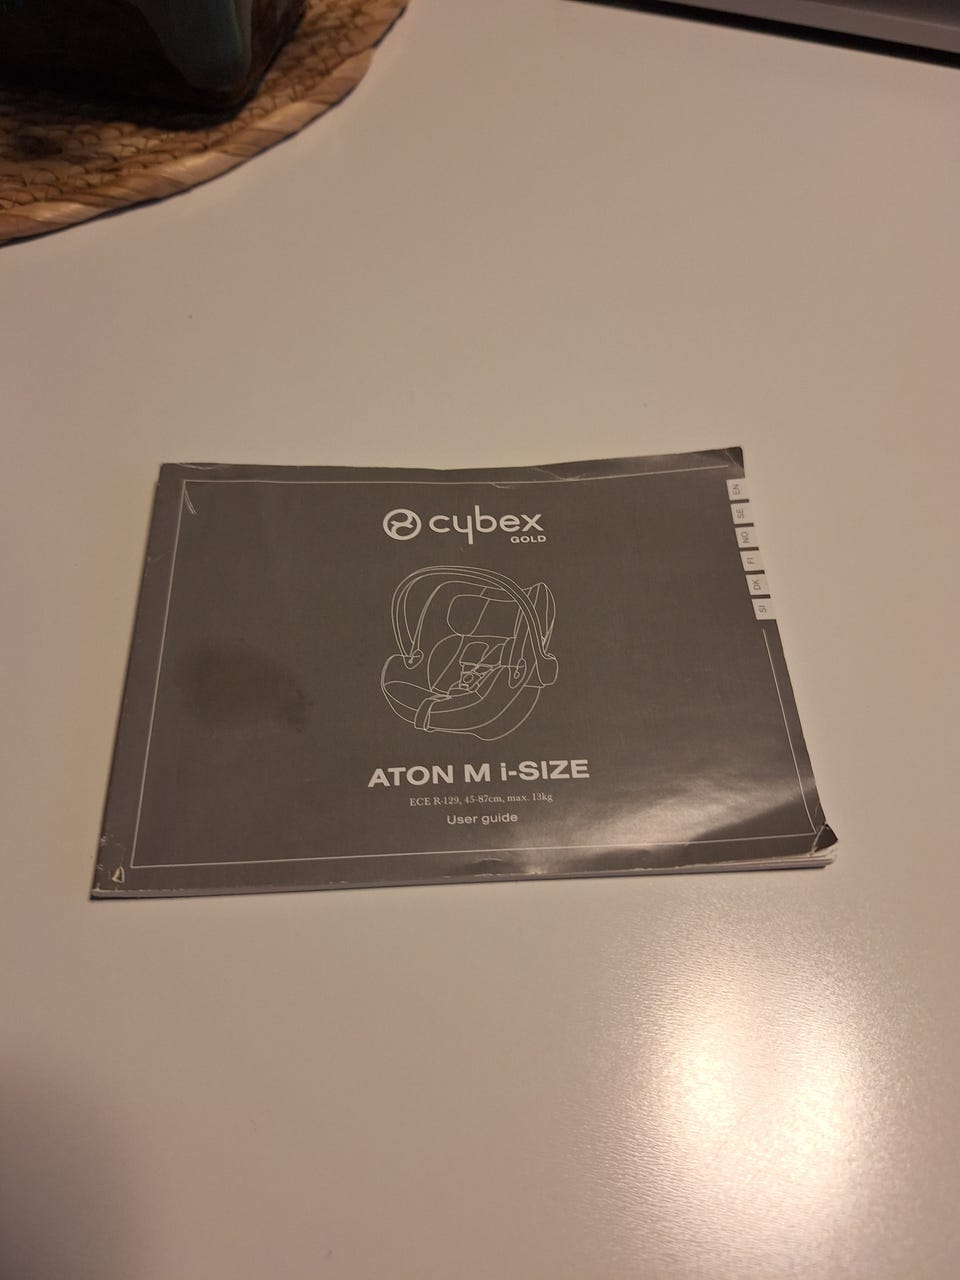 cybex
GOLD
ATON M i-SIZE
ECE R-129, 45-87cm, max. 13kg
User guide
EN
SE
NO
FI
DK
SI